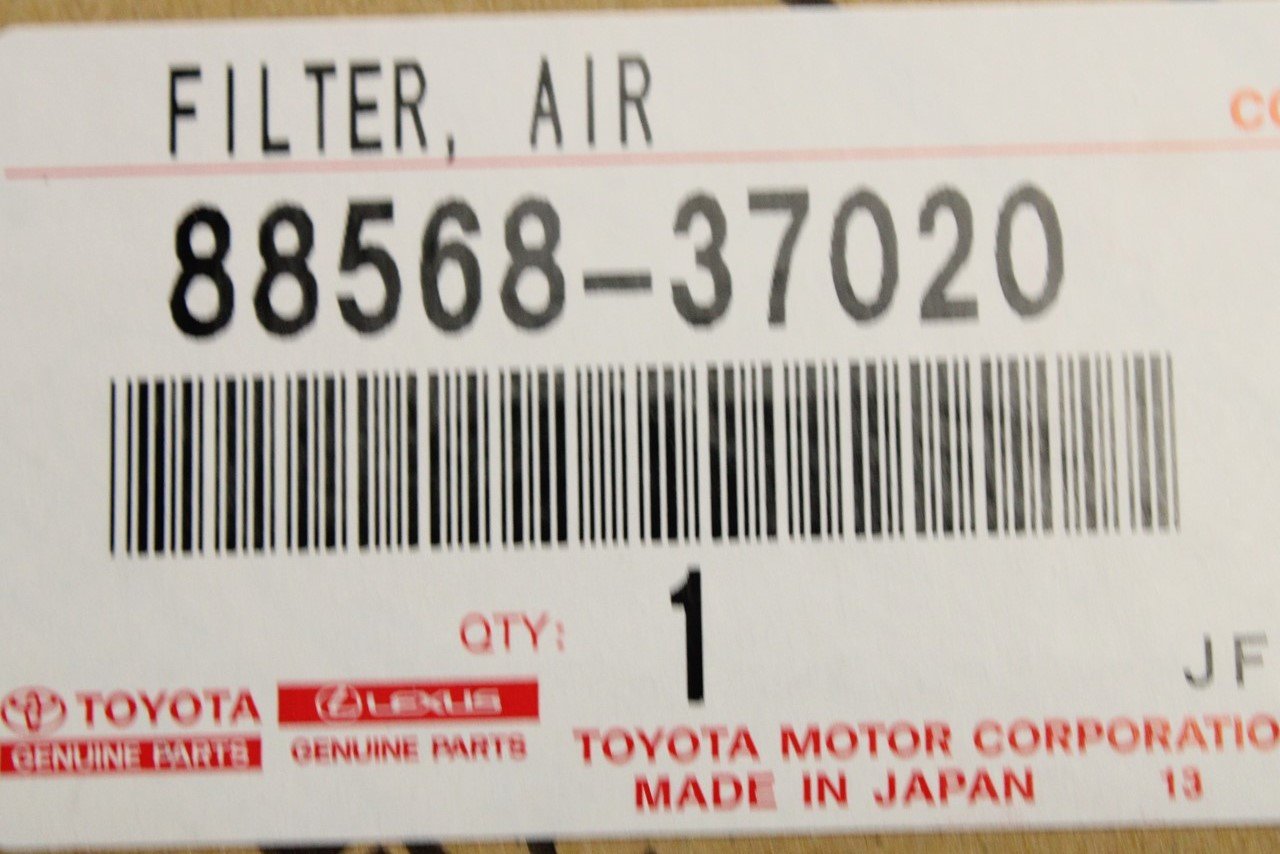 FILTER, AIR
CO
88568-37020
QTY: 1
JF
TOYOTA
GENUINE PARTS
LEXUS
GENUINE PARTS
TOYOTA MOTOR CORPORATIO
MADE IN JAPAN 13